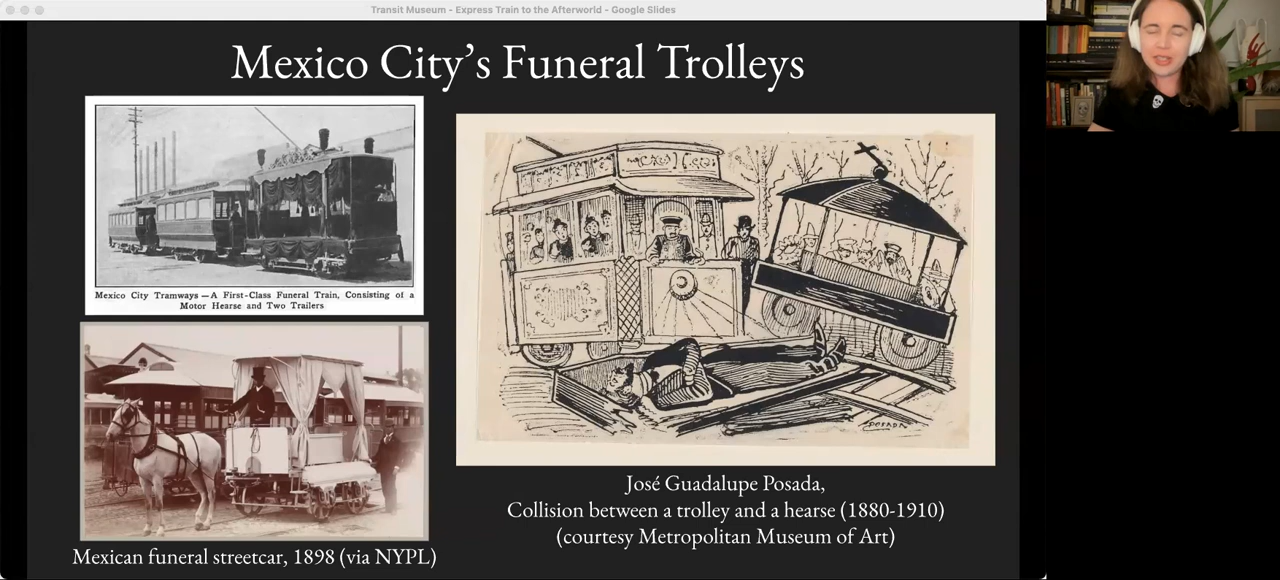 Transit Museum - Express Train to the Afterworld - Google Slides
Mexico City's Funeral Trolleys
Mexico City Tramways — A First-Class Funeral Train, Consisting of a
Motor Hearse and Two Trailers
Mexican funeral streetcar, 1898 (via NYPL)
POSADA
José Guadalupe Posada,
Collision between a trolley and a hearse (1880-1910)
(courtesy Metropolitan Museum of Art)